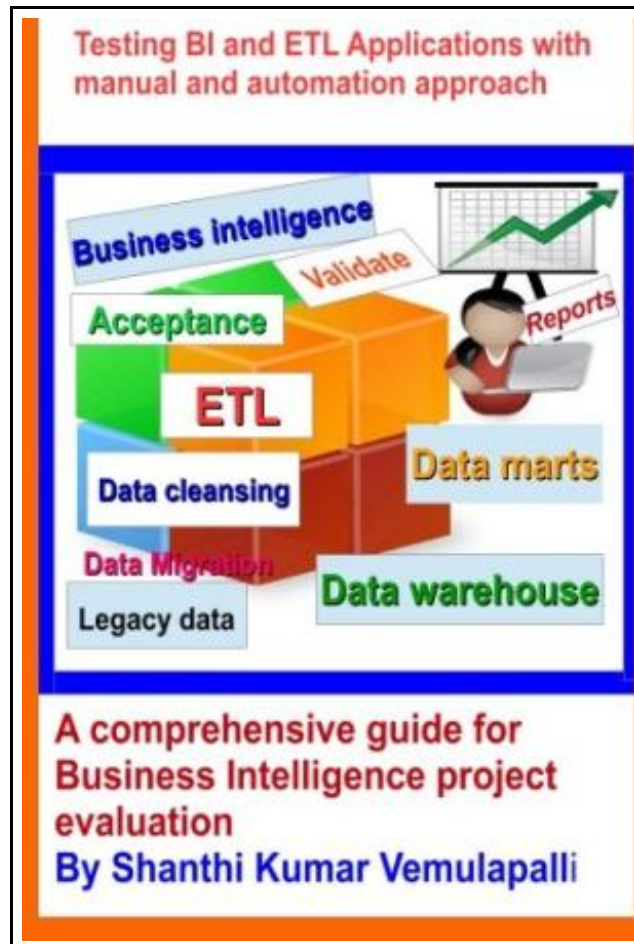 Testing BI and ETL Applications with
manual and automation approach
Business intelligence
Validate
Acceptance
Reports
ETL
Data marts
Data cleansing
Data Migration
Data warehouse
Legacy data
A comprehensive guide for
Business Intelligence project
evaluation
By Shanthi Kumar Vemulapalli